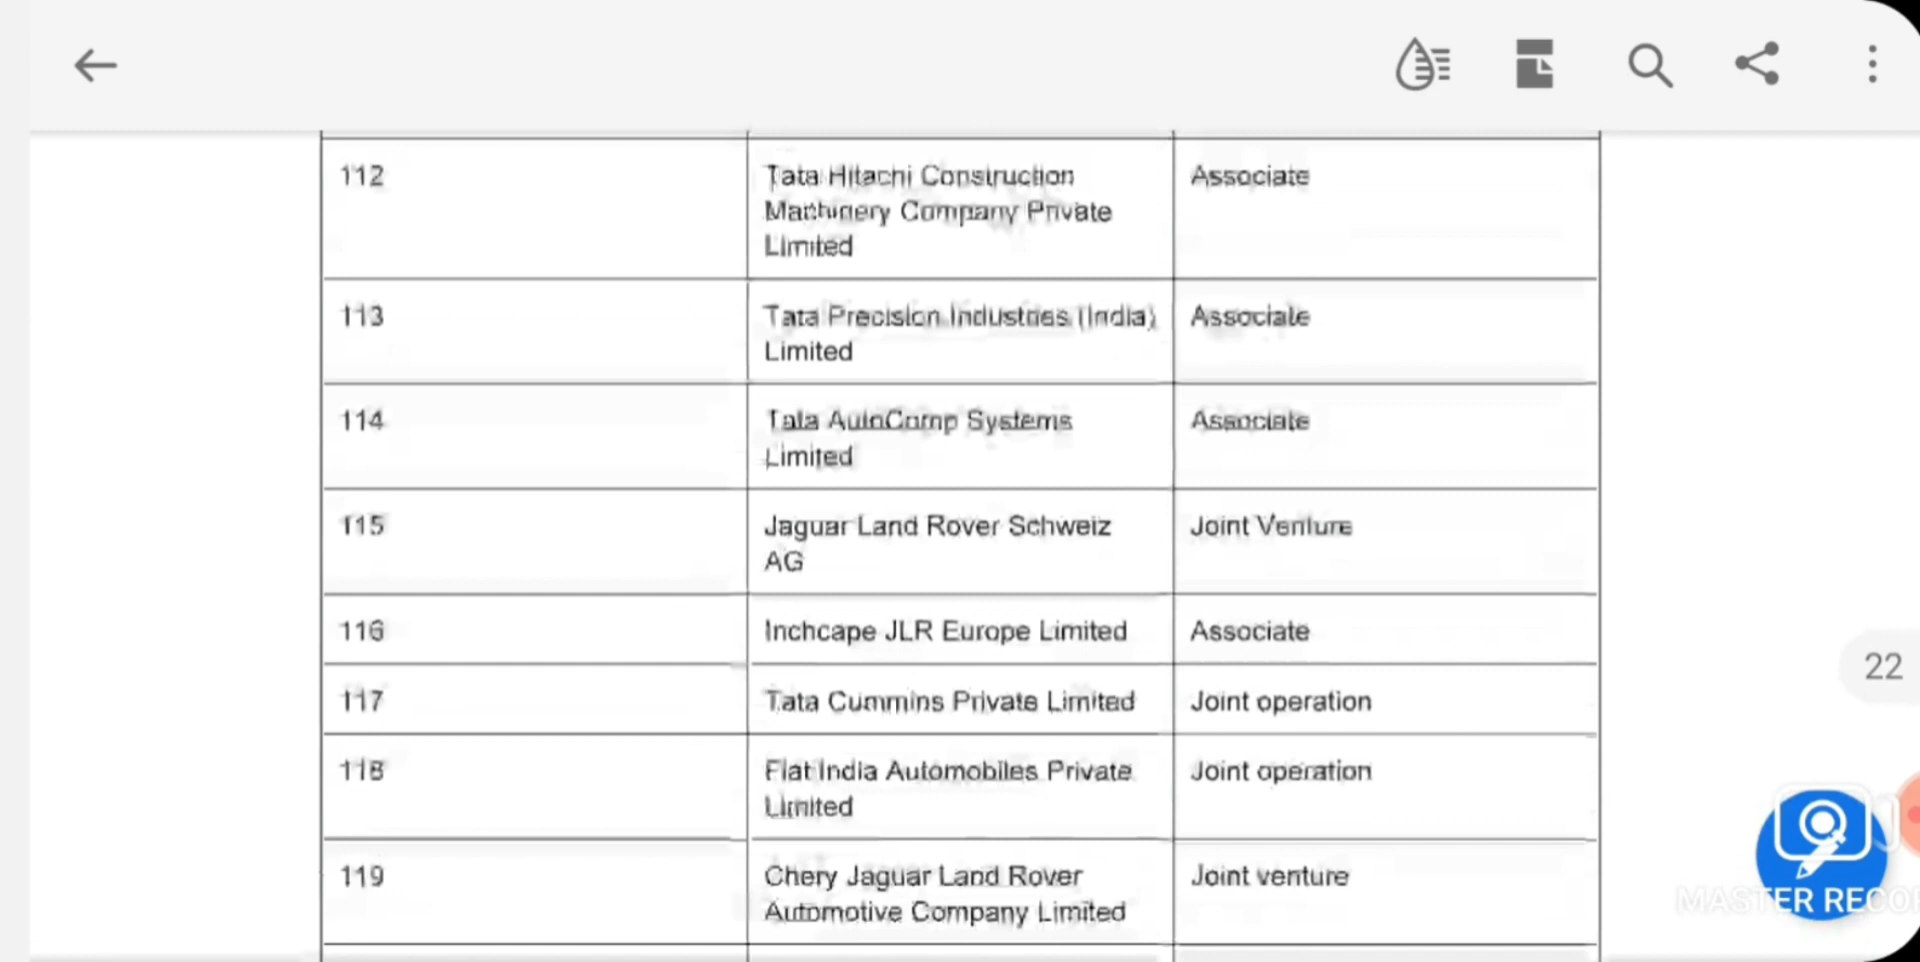 112
Tata Hitachi Construction
Machinery Company Private
Limited
Associate
113
Tata Precision Industries (India)
Limited
Associate
114
Tata AutoComp Systems
Limited
Associate
115
Jaguar Land Rover Schweiz
AG
Joint Venture
116
Inchcape JLR Europe Limited
Associate
117
Tata Cummins Private Limited
Joint operation
118
Fiat India Automobiles Private
Limited
Joint operation
119
Chery Jaguar Land Rover
Automotive Company Limited
Joint venture
22
MASTER RECO